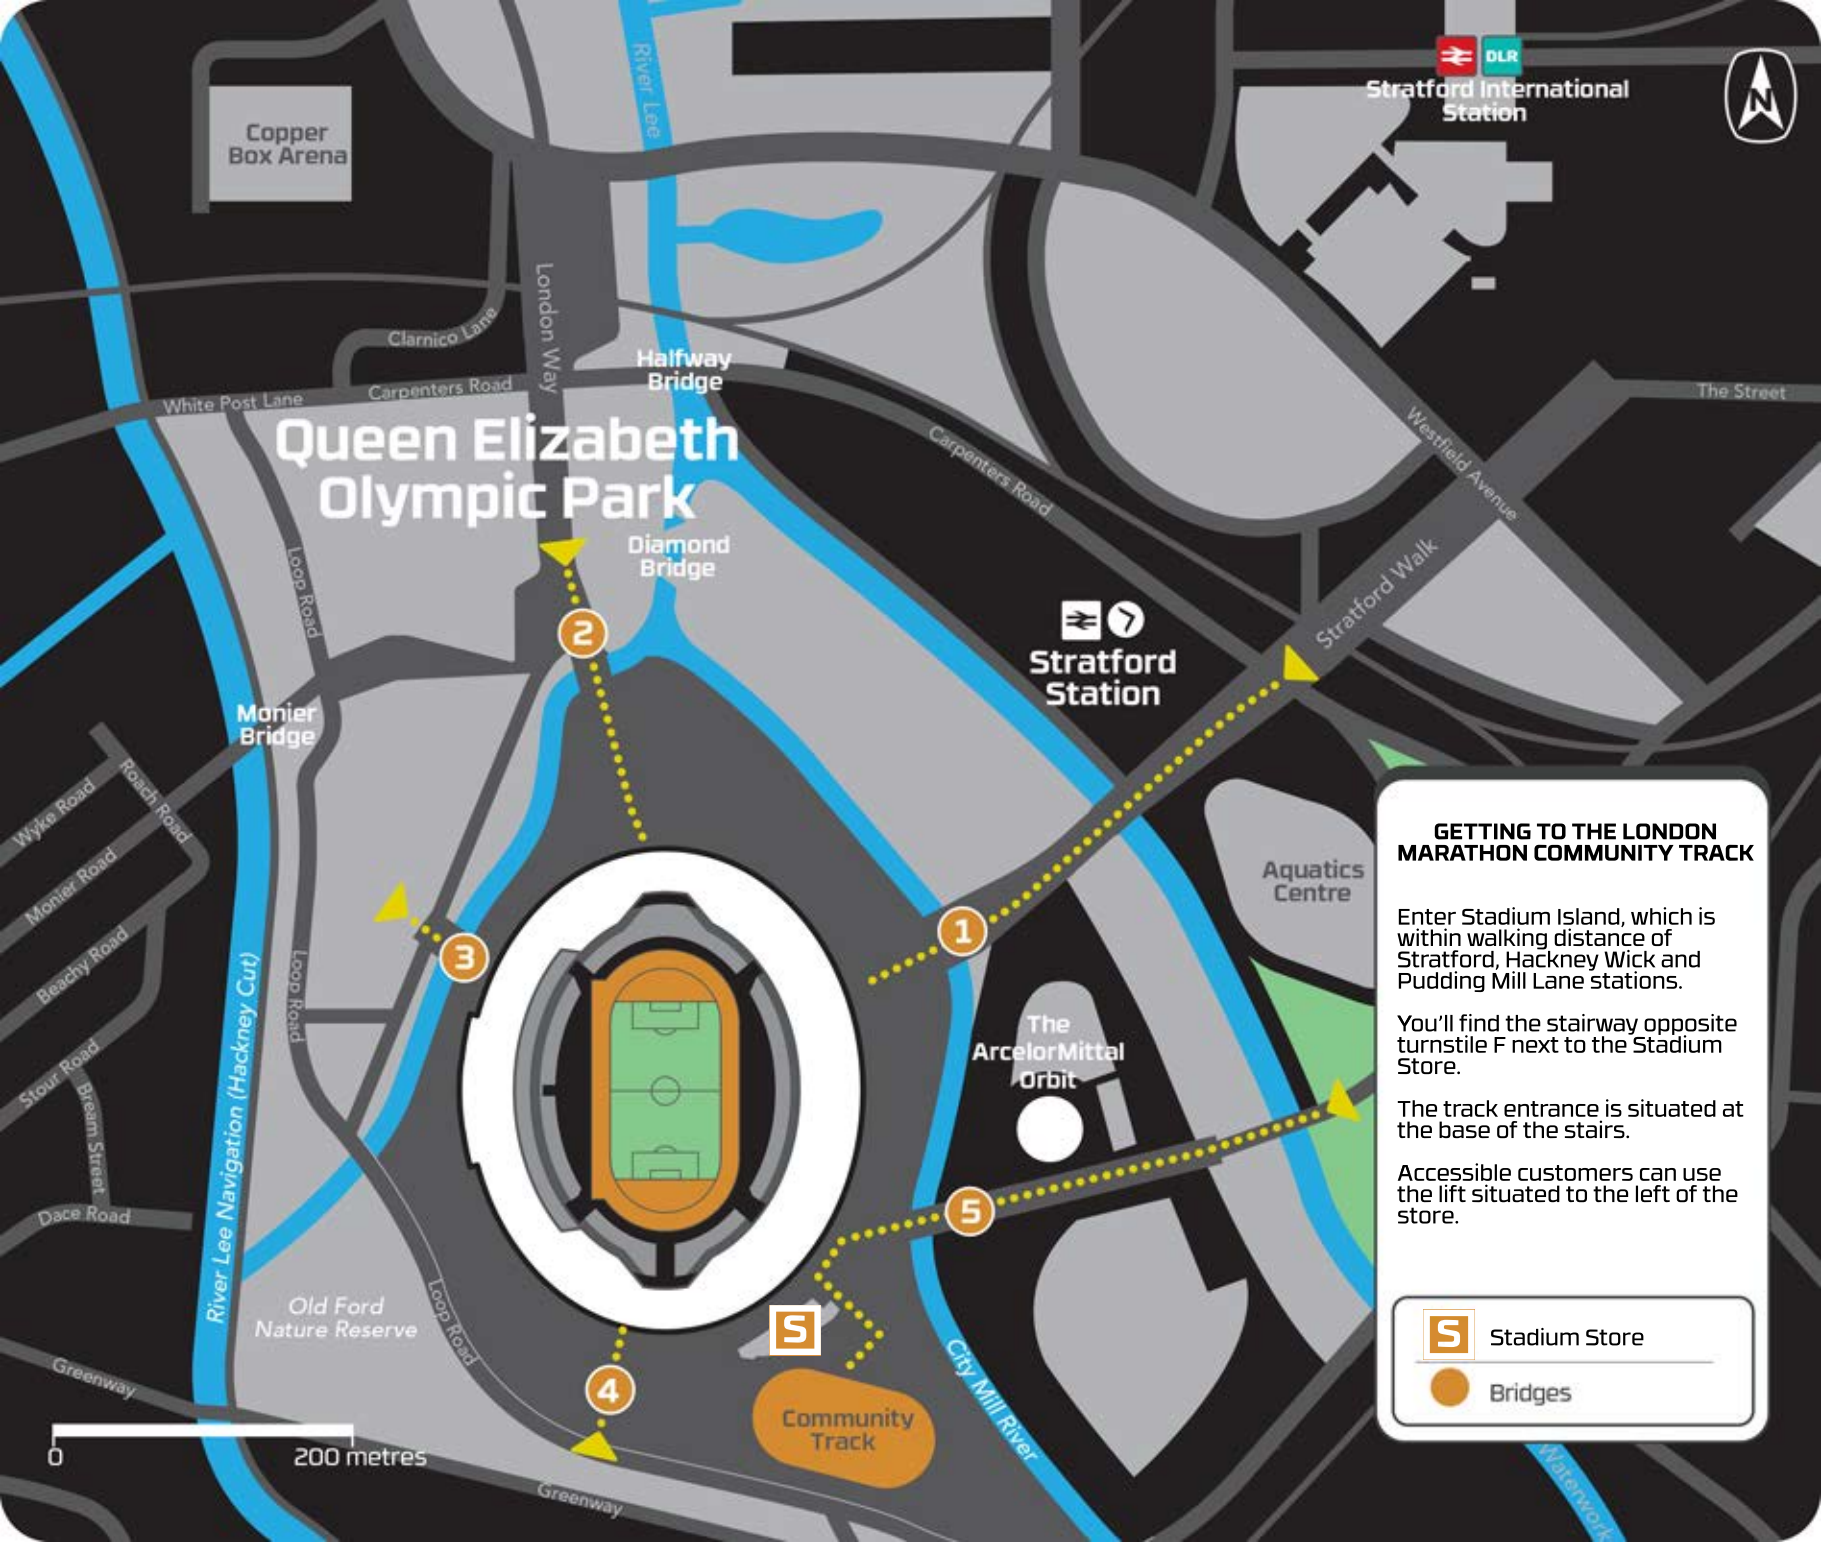 River Lee
DLR
Stratford International
Station
N
Copper
Box Arena
London Way
Clarnico Lane
Halfway
Bridge
White Post Lane
Carpenters Road
The Street
Queen Elizabeth
Olympic Park
Westfield Avenue
Carpenters Road
Diamond
Bridge
Loop Road
Stratford Walk
2
Stratford
Station
Monier
Bridge
Roach Road
Wyke Road
Monier Road
Beachy Road
Stour Road
Bream Street
Dace Road
River Lee Navigation (Hackney Cut)
Loop Road
3
1
Aquatics
Centre
The
ArcelorMittal
Orbit
5
Old Ford
Nature Reserve
Loop Road
S
4
Community
Track
City Mill River
Greenway
0
200 metres
Greenway
GETTING TO THE LONDON
MARATHON COMMUNITY TRACK
Enter Stadium Island, which is
within walking distance of
Stratford, Hackney Wick and
Pudding Mill Lane stations.
You'll find the stairway opposite
turnstile F next to the Stadium
Store.
The track entrance is situated at
the base of the stairs.
Accessible customers can use
the lift situated to the left of the
store.
S Stadium Store
Bridges
Waterwork